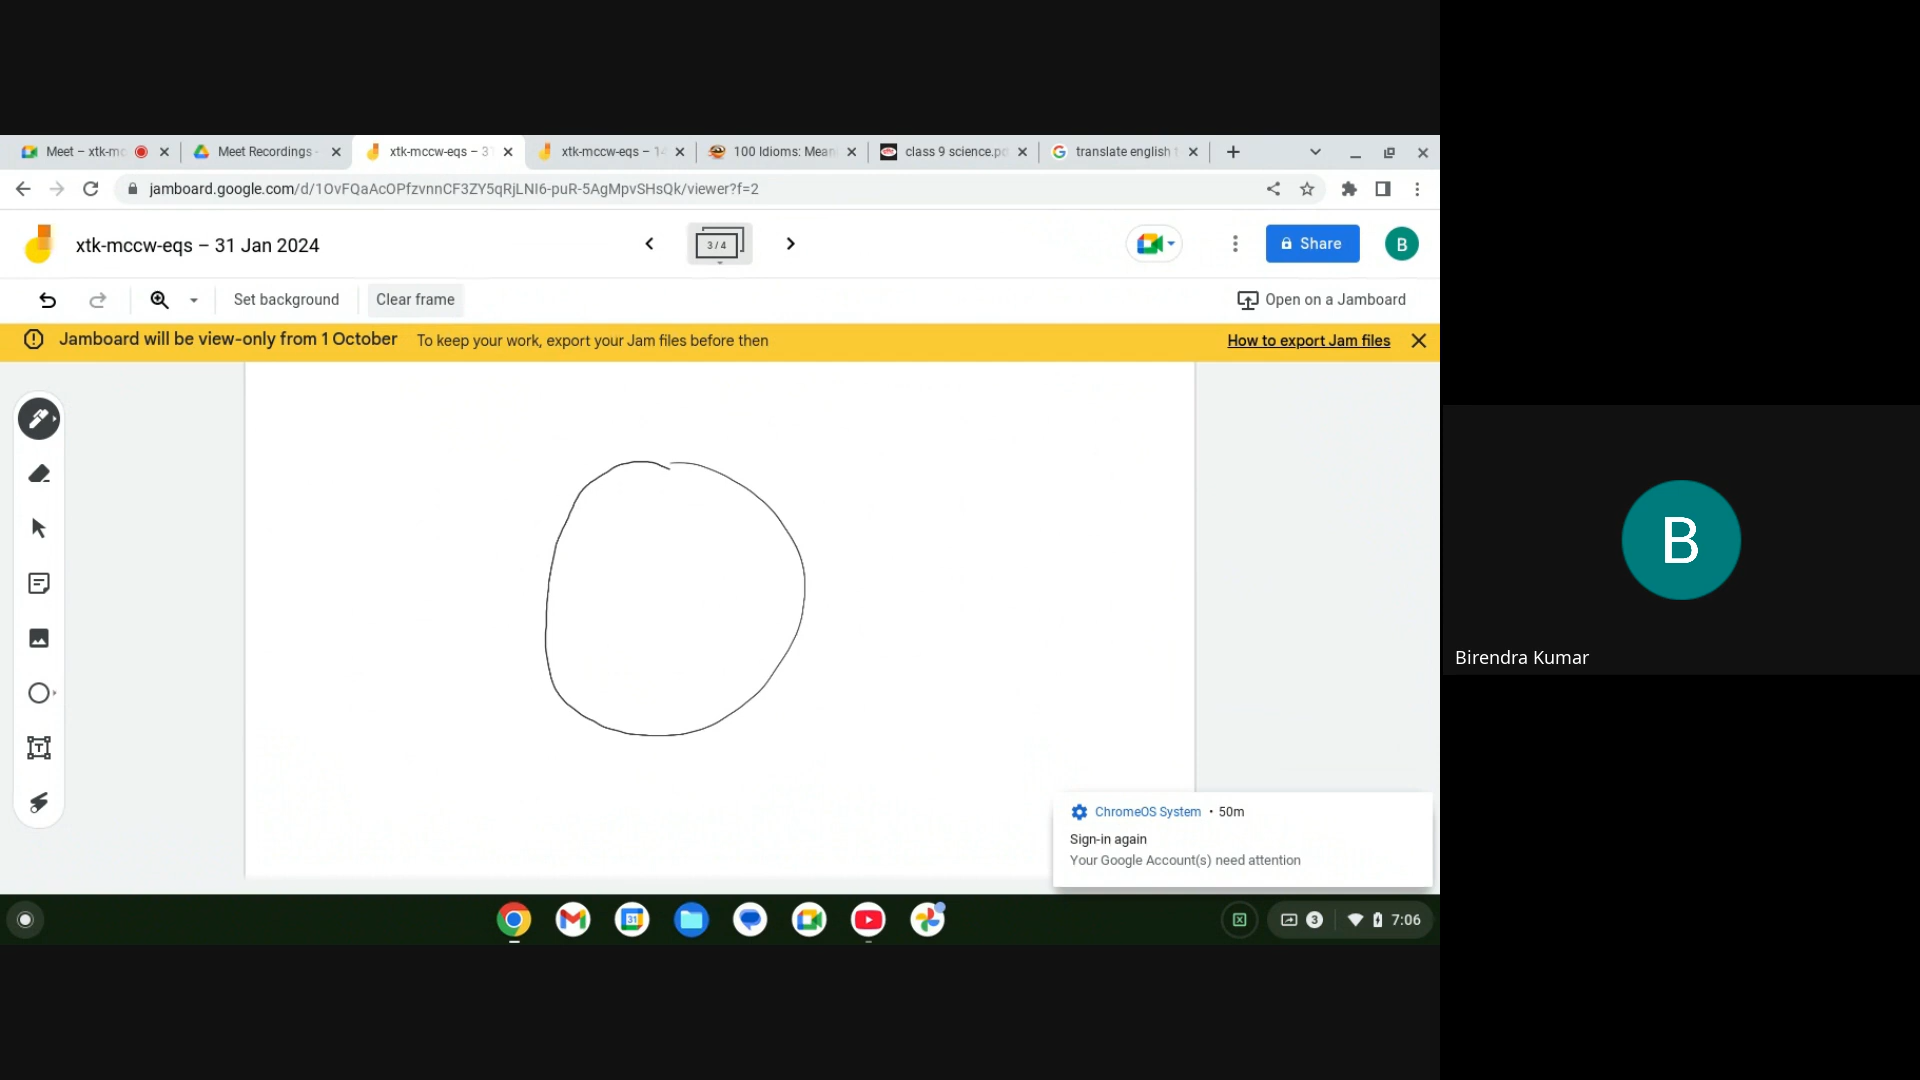 Meet – xtk-mc
Meet Recordings -
xtk-mccw-eqs – 3
xtk-mccw-eqs – 1
100 Idioms: Mean
class 9 science.pd
translate english t
jamboard.google.com/d/1OvFQaAcOPfzvnnCF3ZY5qRjLNI6-puR-5AgMpvSHsQk/viewer?f=2
xtk-mccw-eqs – 31 Jan 2024
3 / 4
Share
B
Set background
Clear frame
Open on a Jamboard
Jamboard will be view-only from 1 October
To keep your work, export your Jam files before then
How to export Jam files
B
Birendra Kumar
ChromeOS System • 50m
Sign-in again
Your Google Account(s) need attention
31
3
7:06